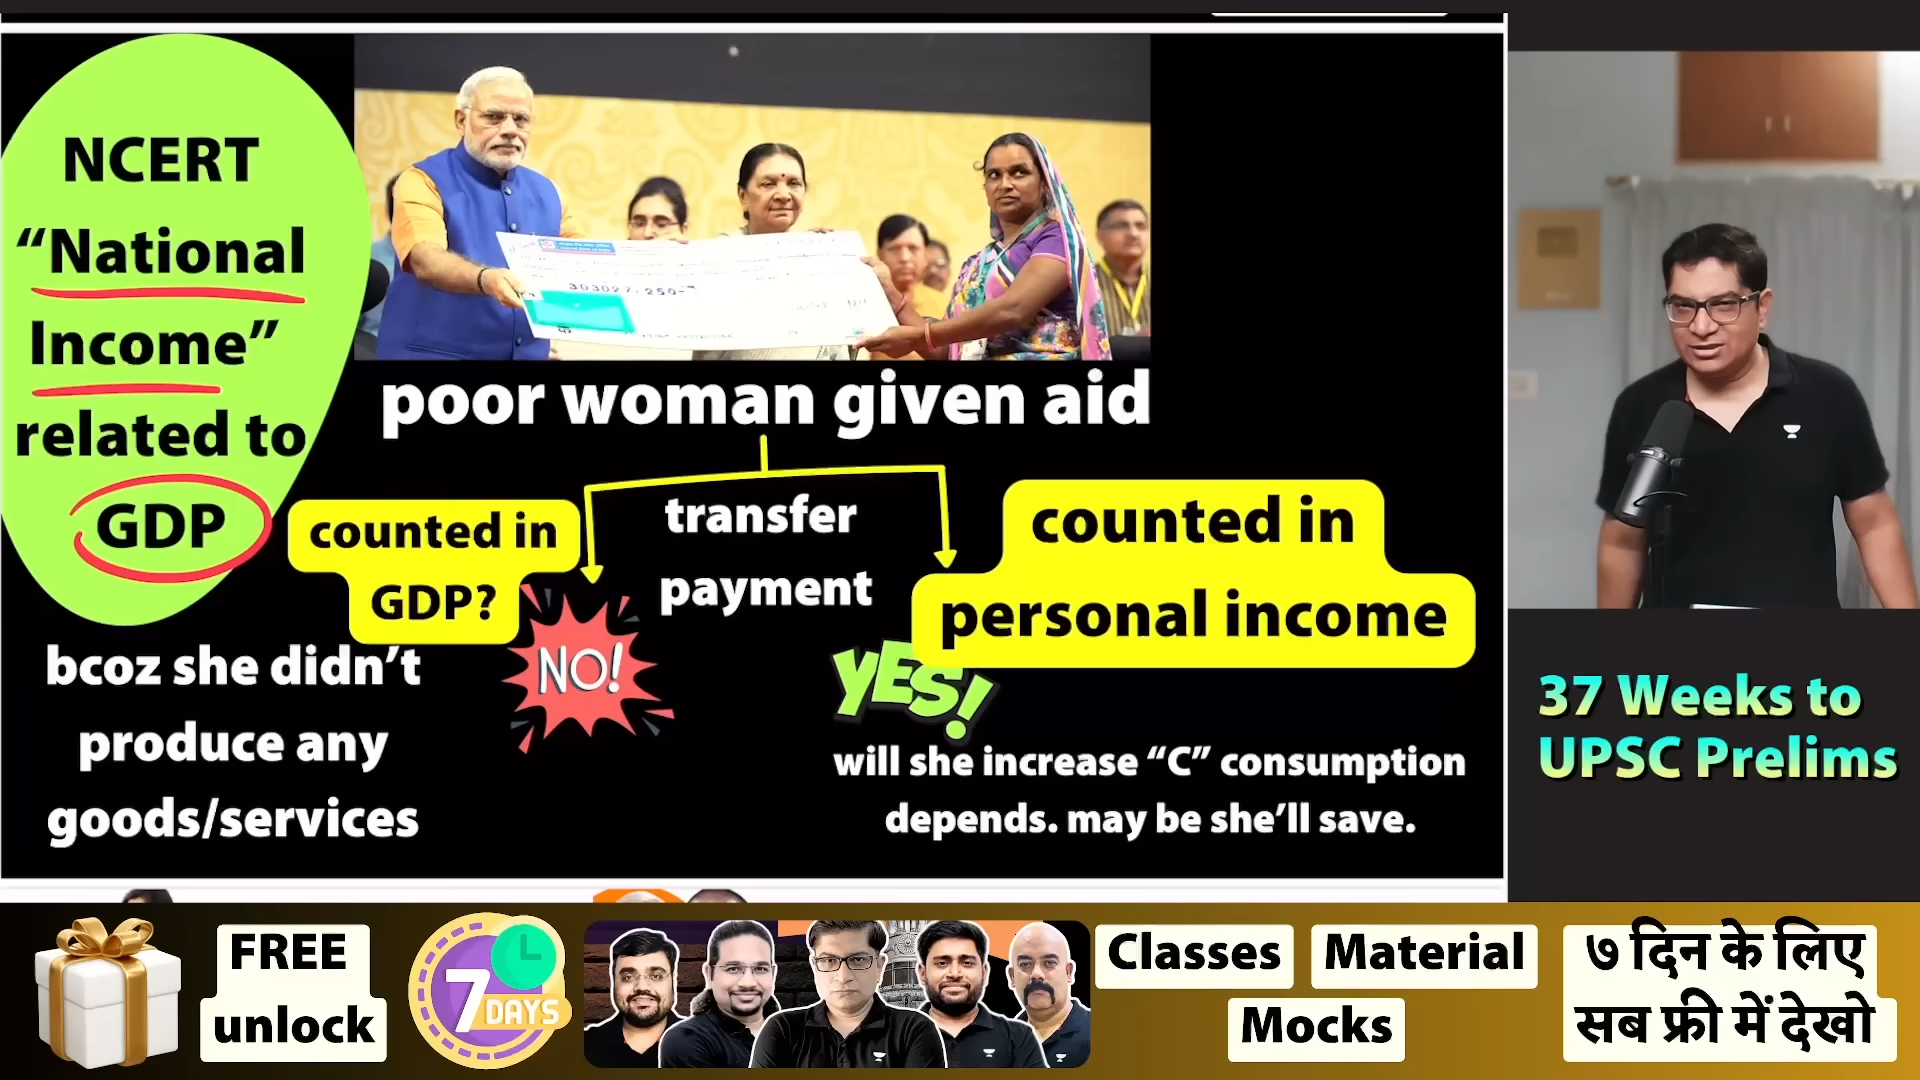 NCERT
“National
Income”
related to
GDP
303027,250-
poor woman given aid
counted in
GDP?
NO!
transfer
payment
counted in
personal income
YES!
bcoz she didn’t
produce any
goods/services
will she increase “C” consumption
depends. may be she’ll save.
37 Weeks to
UPSC Prelims
FREE
unlock
7 DAYS
Classes Material
Mocks
७ दिन के लिए
सब फ्री में देखो